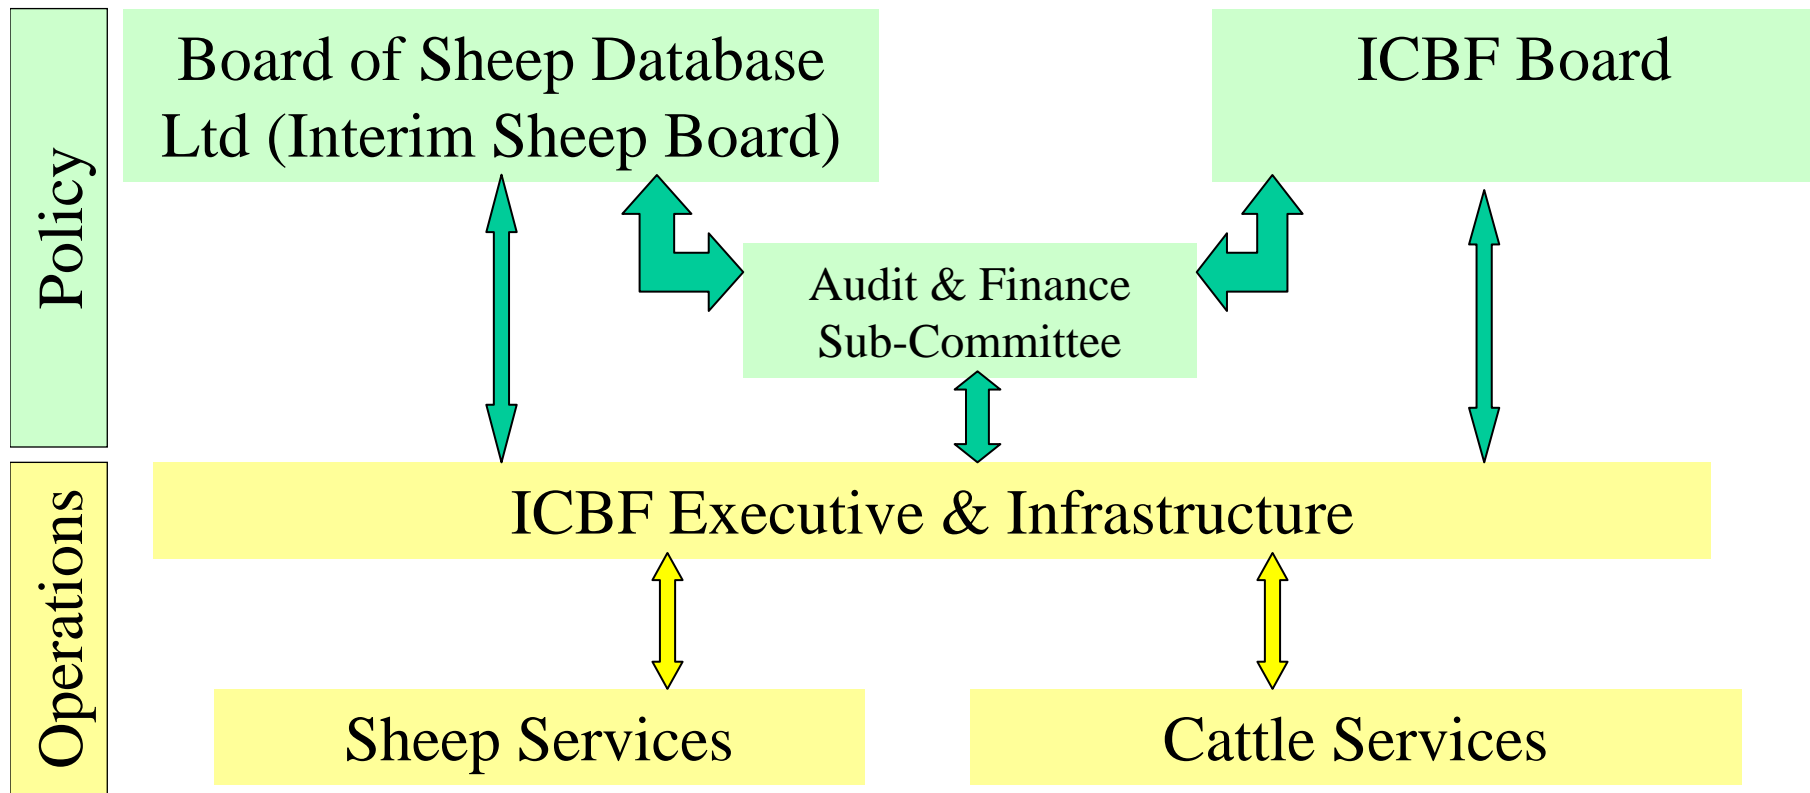 Policy
Board of Sheep Database
Ltd (Interim Sheep Board)
ICBF Board
Audit & Finance
Sub-Committee
Operations
ICBF Executive & Infrastructure
Sheep Services
Cattle Services